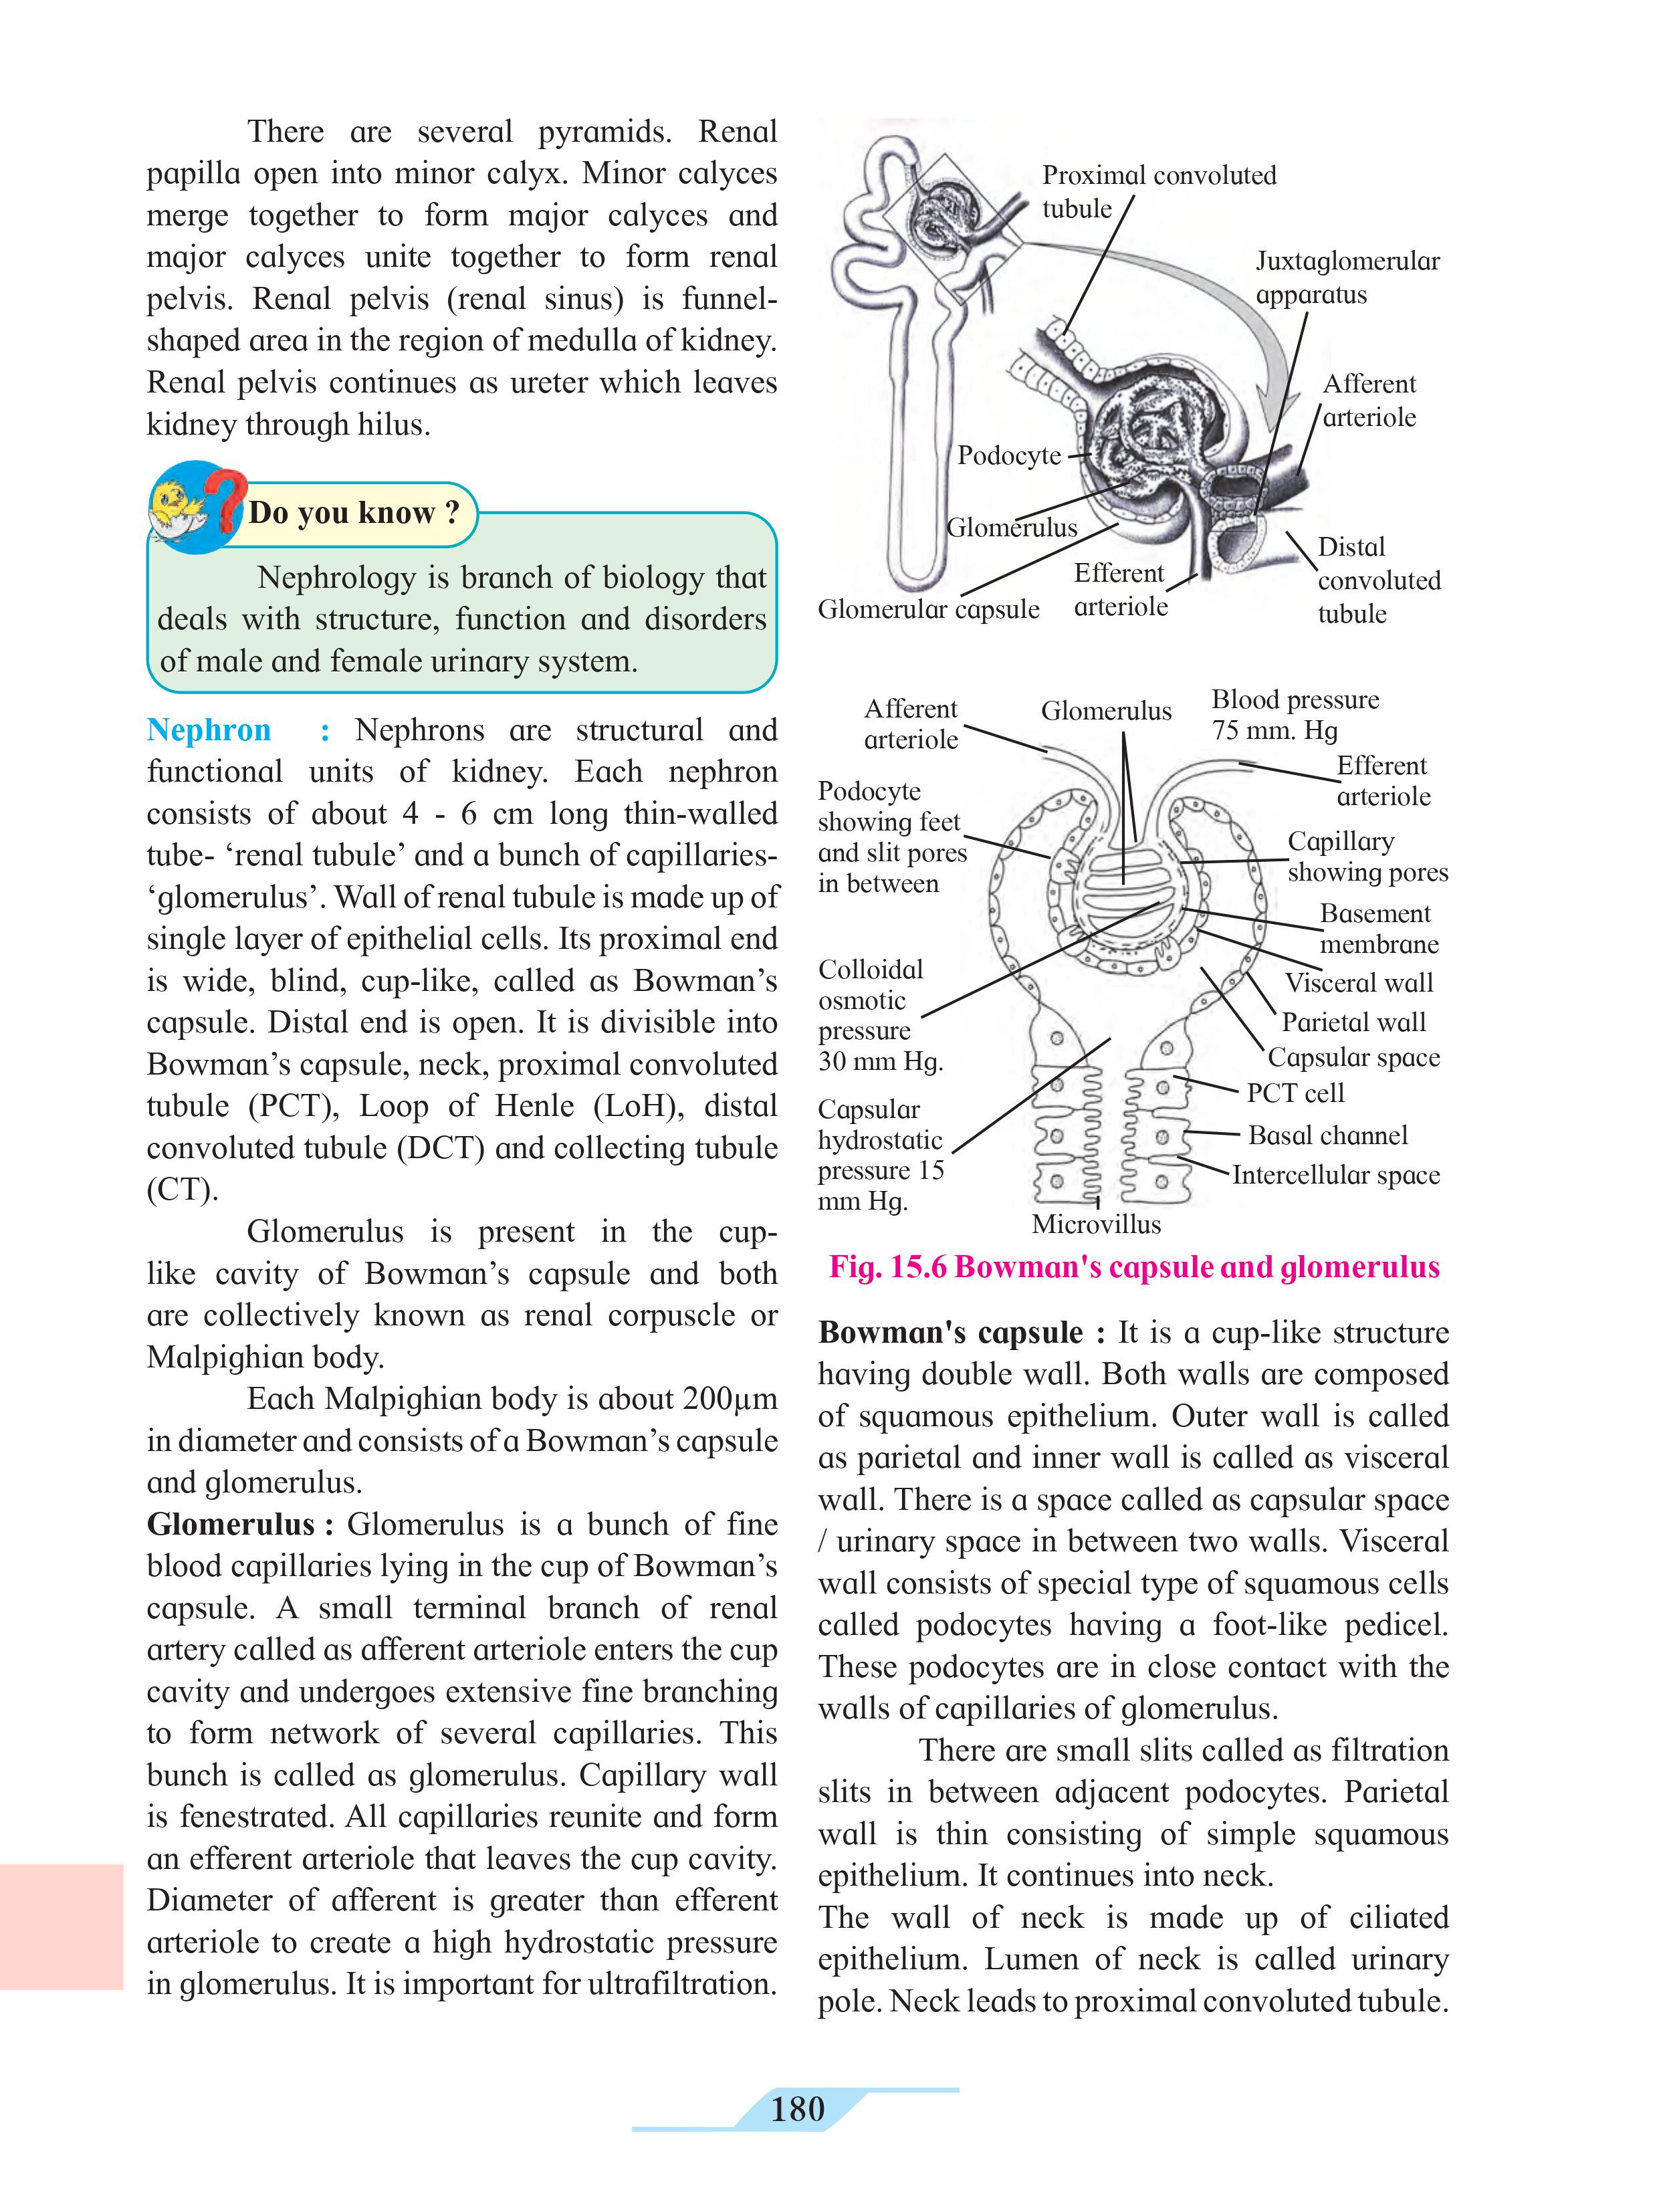 There are several pyramids. Renal
papilla open into minor calyx. Minor calyces
merge together to form major calyces and
major calyces unite together to form renal
pelvis. Renal pelvis (renal sinus) is funnel-
shaped area in the region of medulla of kidney.
Renal pelvis continues as ureter which leaves
kidney through hilus.
?
Do you know ?
Nephrology is branch of biology that
deals with structure, function and disorders
of male and female urinary system.
Nephron : Nephrons are structural and
functional units of kidney. Each nephron
consists of about 4 - 6 cm long thin-walled
tube- ‘renal tubule’ and a bunch of capillaries-
‘glomerulus’. Wall of renal tubule is made up of
single layer of epithelial cells. Its proximal end
is wide, blind, cup-like, called as Bowman’s
capsule. Distal end is open. It is divisible into
Bowman’s capsule, neck, proximal convoluted
tubule (PCT), Loop of Henle (LoH), distal
convoluted tubule (DCT) and collecting tubule
(CT).
Glomerulus is present in the cup-
like cavity of Bowman’s capsule and both
are collectively known as renal corpuscle or
Malpighian body.
Each Malpighian body is about 200µm
in diameter and consists of a Bowman’s capsule
and glomerulus.
Glomerulus : Glomerulus is a bunch of fine
blood capillaries lying in the cup of Bowman’s
capsule. A small terminal branch of renal
artery called as afferent arteriole enters the cup
cavity and undergoes extensive fine branching
to form network of several capillaries. This
bunch is called as glomerulus. Capillary wall
is fenestrated. All capillaries reunite and form
an efferent arteriole that leaves the cup cavity.
Diameter of afferent is greater than efferent
arteriole to create a high hydrostatic pressure
in glomerulus. It is important for ultrafiltration.
Proximal convoluted
tubule
Juxtaglomerular
apparatus
Afferent
arteriole
Podocyte
Glomerulus
Distal
convoluted
tubule
Efferent
arteriole
Glomerular capsule
Afferent
arteriole
Glomerulus
Blood pressure
75 mm. Hg
Efferent
arteriole
Podocyte
showing feet
and slit pores
in between
Capillary
showing pores
Basement
membrane
Visceral wall
Colloidal
osmotic
pressure
30 mm Hg.
Parietal wall
Capsular space
PCT cell
Capsular
hydrostatic
pressure 15
mm Hg.
Basal channel
Intercellular space
Microvillus
Fig. 15.6 Bowman's capsule and glomerulus
Bowman's capsule : It is a cup-like structure
having double wall. Both walls are composed
of squamous epithelium. Outer wall is called
as parietal and inner wall is called as visceral
wall. There is a space called as capsular space
/ urinary space in between two walls. Visceral
wall consists of special type of squamous cells
called podocytes having a foot-like pedicel.
These podocytes are in close contact with the
walls of capillaries of glomerulus.
There are small slits called as filtration
slits in between adjacent podocytes. Parietal
wall is thin consisting of simple squamous
epithelium. It continues into neck.
The wall of neck is made up of ciliated
epithelium. Lumen of neck is called urinary
pole. Neck leads to proximal convoluted tubule.
180